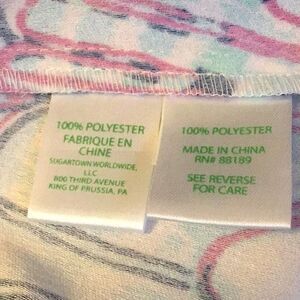 100% POLYESTER
FABRIQUE EN
CHINE
SUGARTOWN WORLDWIDE,
LLC
800 THIRD AVENUE
KING OF PRUSSIA, PA
100% POLYESTER
MADE IN CHINA
RN# 88189
SEE REVERSE
FOR CARE